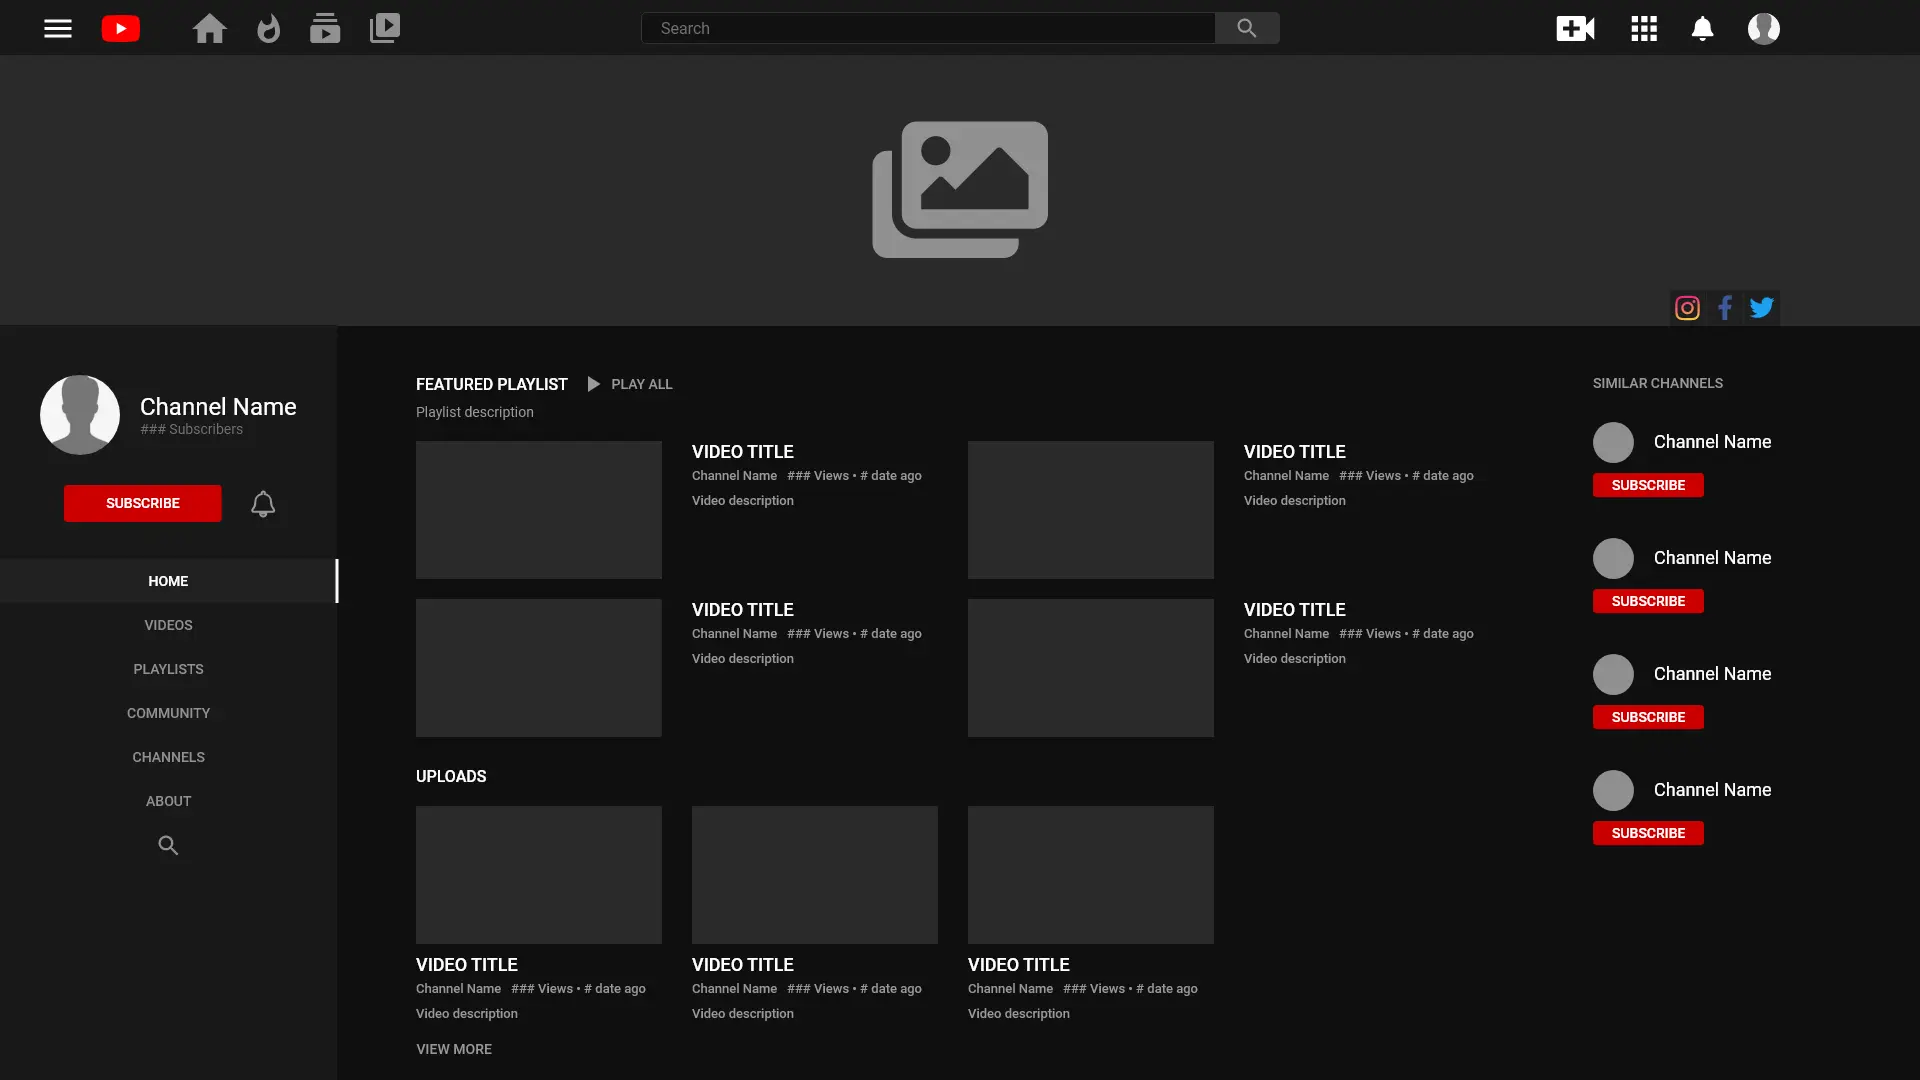 Search
Channel Name
### Subscribers
SUBSCRIBE
HOME
VIDEOS
PLAYLISTS
COMMUNITY
CHANNELS
ABOUT
FEATURED PLAYLIST PLAY ALL
Playlist description
VIDEO TITLE
Channel Name ### Views • # date ago
Video description
VIDEO TITLE
Channel Name ### Views • # date ago
Video description
VIDEO TITLE
Channel Name ### Views • # date ago
Video description
VIDEO TITLE
Channel Name ### Views • # date ago
Video description
UPLOADS
VIDEO TITLE
Channel Name ### Views • # date ago
Video description
VIDEO TITLE
Channel Name ### Views • # date ago
Video description
VIDEO TITLE
Channel Name ### Views • # date ago
Video description
VIEW MORE
SIMILAR CHANNELS
Channel Name
SUBSCRIBE
Channel Name
SUBSCRIBE
Channel Name
SUBSCRIBE
Channel Name
SUBSCRIBE